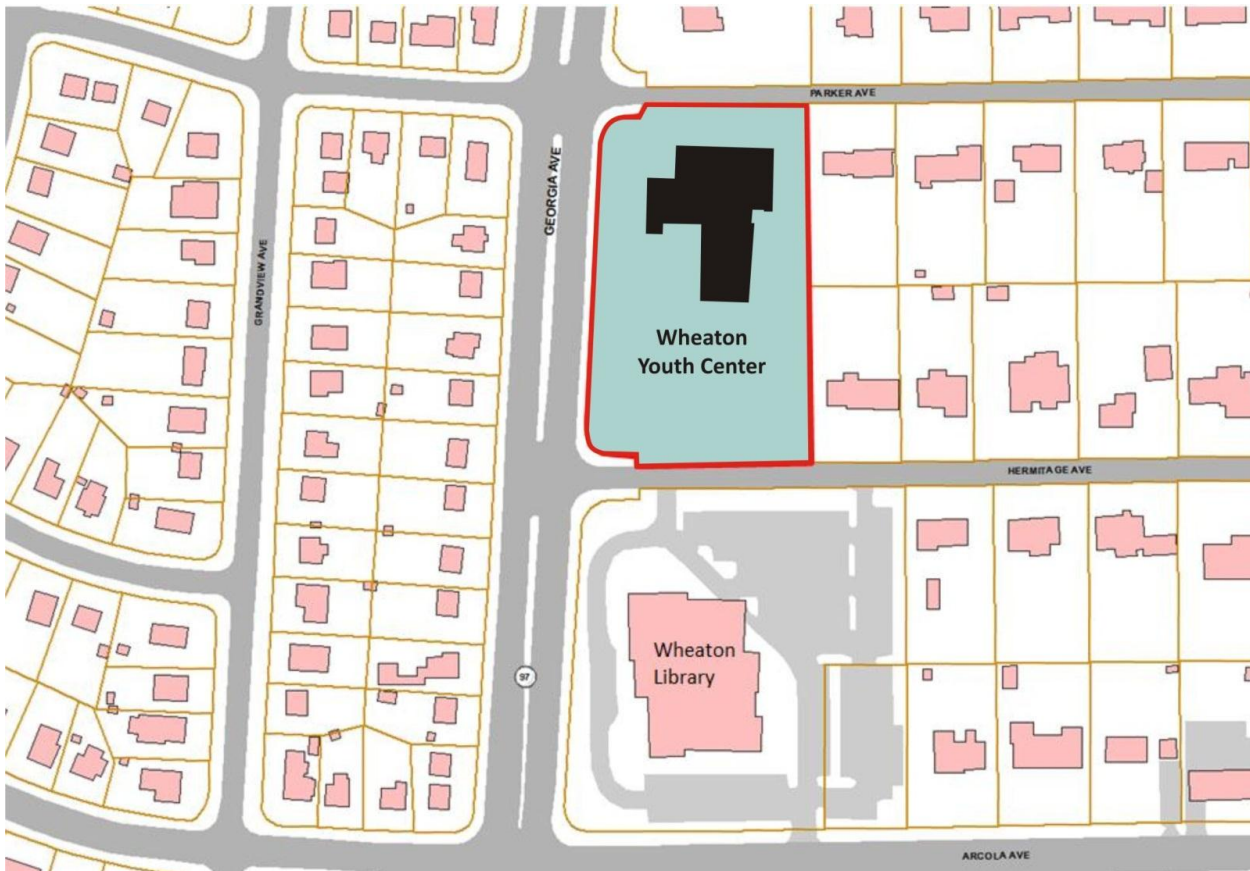 PARKER AVE
GEORGIA AVE
GRANDVIEW AVE
Wheaton
Youth Center
HERMITAGE AVE
Wheaton
Library
97
ARCOLA AVE